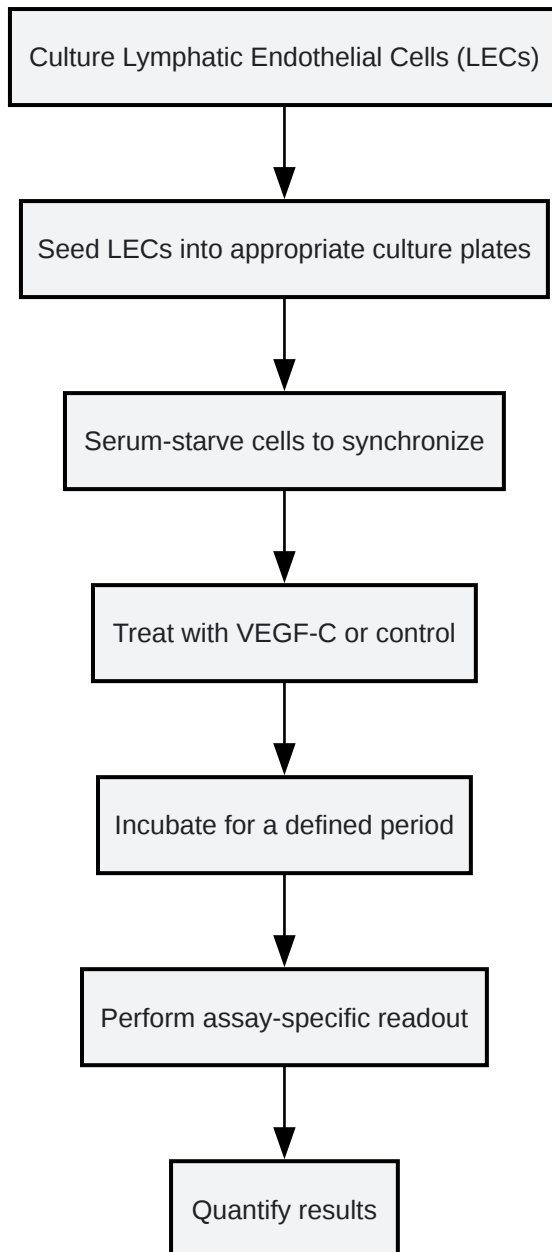 Culture Lymphatic Endothelial Cells (LECs)
Seed LECs into appropriate culture plates
Serum-starve cells to synchronize
Treat with VEGF-C or control
Incubate for a defined period
Perform assay-specific readout
Quantify results